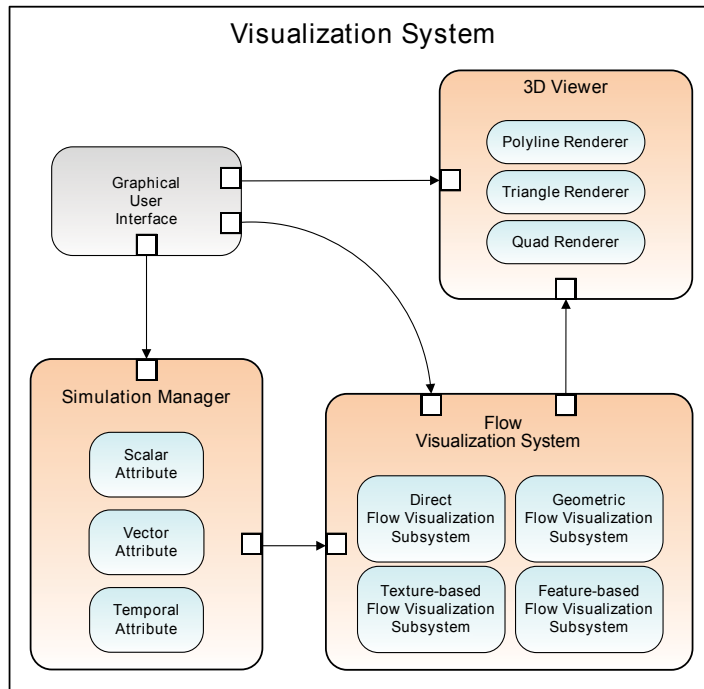 Visualization System
3D Viewer
Polyline Renderer
Triangle Renderer
Quad Renderer
Graphical
User
Interface
Simulation Manager
Scalar
Attribute
Vector
Attribute
Temporal
Attribute
Flow
Visualization System
Direct
Flow Visualization
Subsystem
Geometric
Flow Visualization
Subsystem
Texture-based
Flow Visualization
Subsystem
Feature-based
Flow Visualization
Subsystem